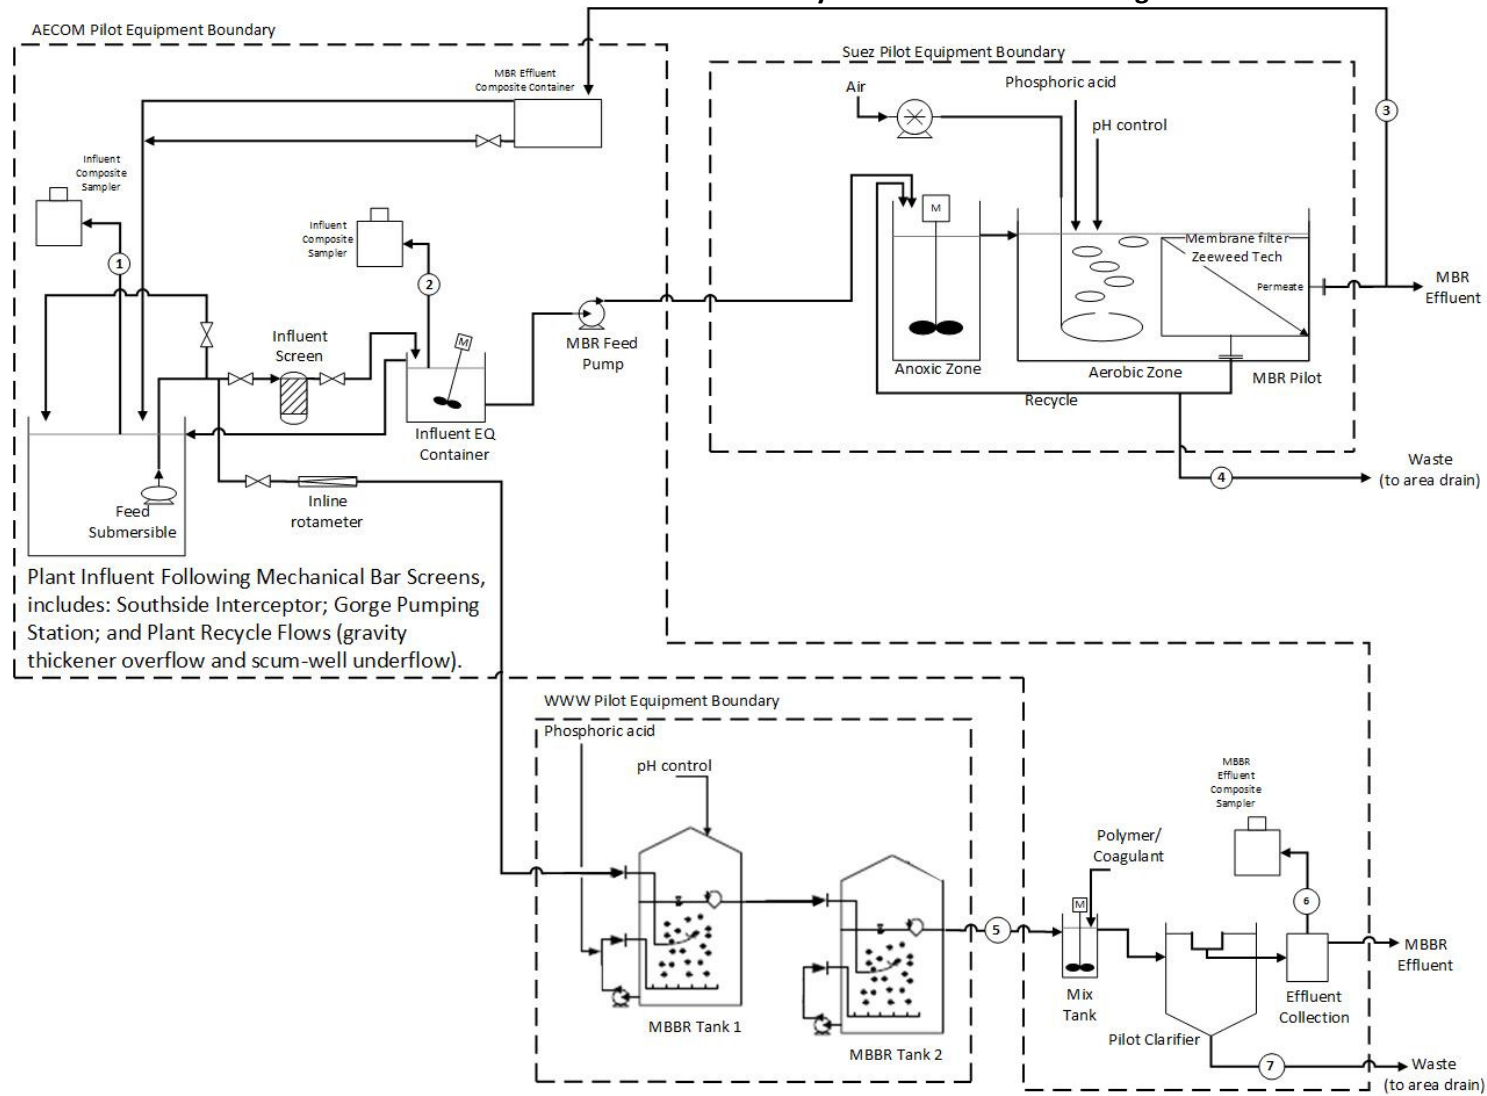 AECOM Pilot Equipment Boundary
MBR Effluent
Composite Container
Suez Pilot Equipment Boundary
Air
Phosphoric acid
pH control
3
Influent
Composite
Sampler
1
Influent
Composite
Sampler
2
M
M
Membrane filter
Zeeweed Tech
Permeate
MBR
Effluent
Influent
Screen
MBR Feed
Pump
Anoxic Zone
Aerobic Zone
MBR Pilot
Recycle
Influent EQ
Container
Waste
(to area drain)
4
Feed
Submersible
Inline
rotameter
Plant Influent Following Mechanical Bar Screens,
includes: Southside Interceptor; Gorge Pumping
Station; and Plant Recycle Flows (gravity
thickener overflow and scum-well underflow).
WWW Pilot Equipment Boundary
Phosphoric acid
pH control
MBBR
Effluent
Composite
Sampler
Polymer/
Coagulant
M
5
6
MBBR
Effluent
Mix
Tank
Effluent
Collection
MBBR Tank 1
Pilot Clarifier
MBBR Tank 2
7
Waste
(to area drain)